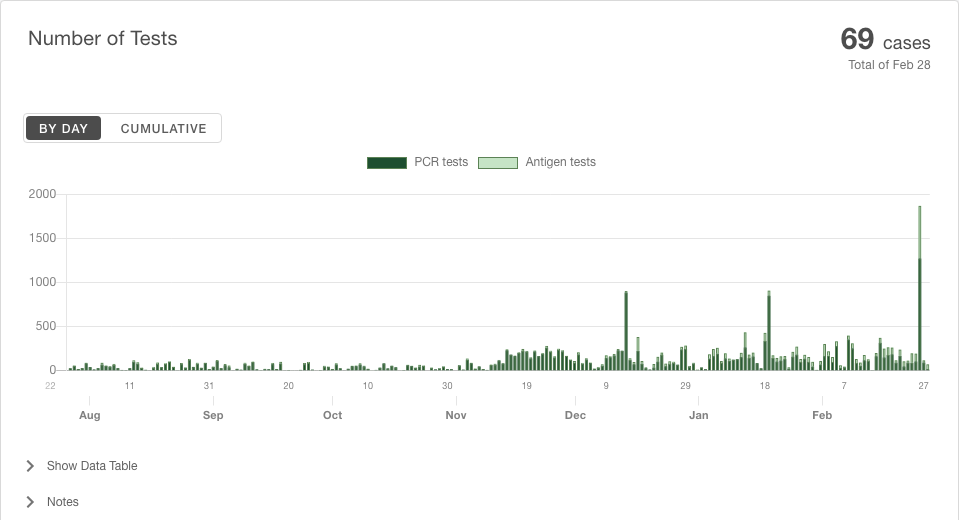 Number of Tests
69 cases
Total of Feb 28
BY DAY CUMULATIVE
PCR tests Antigen tests
2000
1500
1000
500
0
22 11 31 20 10 30 19 9 29 18 7 27
Aug Sep Oct Nov Dec Jan Feb
Show Data Table
Notes